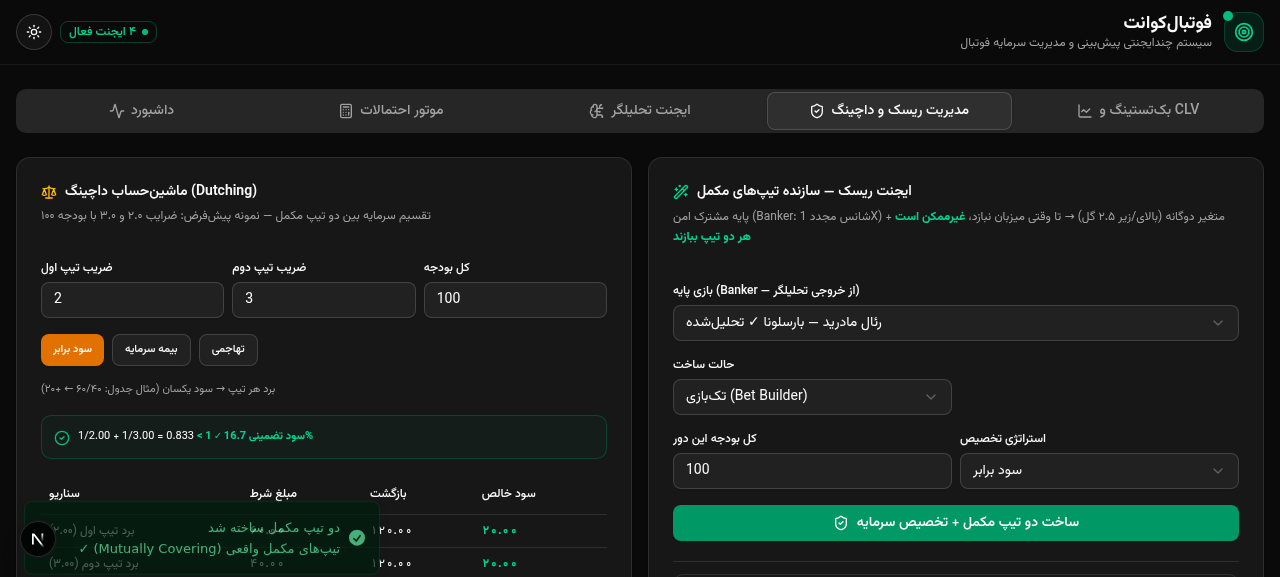 فوتبال‌کوانت
سیستم چندایجنتی پیش‌بینی و مدیریت سرمایه فوتبال
۴ ایجنت فعال
بک‌تستینگ و CLV
مدیریت ریسک و داچینگ
ایجنت تحلیلگر
موتور احتمالات
داشبورد
ایجنت ریسک — سازنده تیپ‌های مکمل
پایه مشترک امن (Banker: 1Xشانس مجدد) + متغیر دوگانه (بالای/زیر ۲.۵ گل) → تا وقتی میزبان نبازد، غیرممکن است
هر دو تیپ ببازند
بازی پایه (Banker — از خروجی تحلیلگر)
رئال مادرید — بارسلونا ✓ تحلیل‌شده
حالت ساخت
تک‌بازی (Bet Builder)
کل بودجه این دور
استراتژی تخصیص
100
سود برابر
ساخت دو تیپ مکمل + تخصیص سرمایه
ماشین‌حساب داچینگ (Dutching)
تقسیم سرمایه بین دو تیپ مکمل — نمونه پیش‌فرض: ضرایب ۲.۰ و ۳.۰ با بودجه ۱۰۰
ضریب تیپ اول
ضریب تیپ دوم
کل بودجه
2
3
100
سود برابر
بیمه سرمایه
تهاجمی
برد هر تیپ → سود یکسان (مثال جدول: ۶۰/۴۰ → +۲۰)
1/2.00 + 1/3.00 = 0.833 < 1 ✓ سود تضمینی 16.7%
سناریو
مبلغ شرط
بازگشت
سود خالص
برد تیپ اول (۲.۰۰)
۱۲۰.۰۰
۲۰.۰۰
برد تیپ دوم (۳.۰۰)
۴۰.۰۰
۱۲۰.۰۰
۲۰.۰۰
دو تیپ مکمل ساخته شد
تیپ‌های مکمل واقعی (Mutually Covering) ✓
N